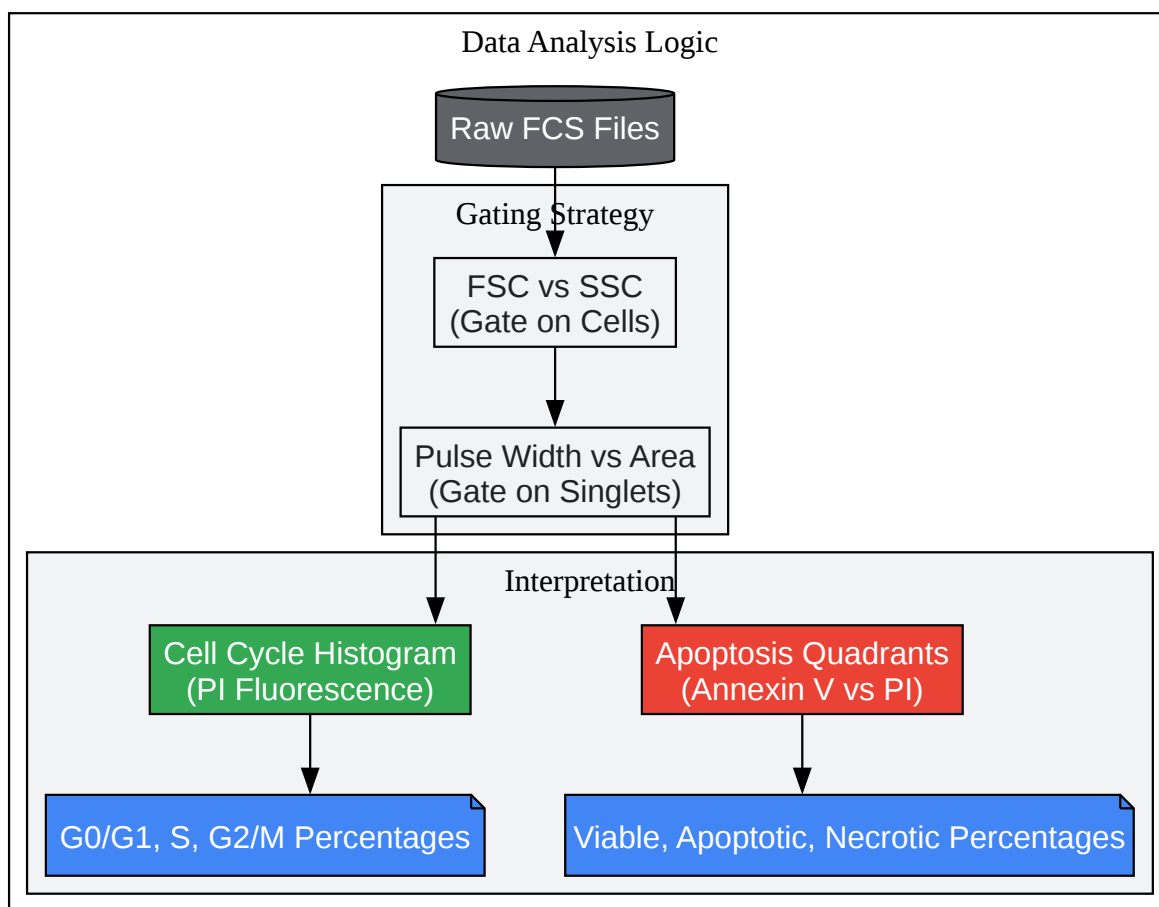 Data Analysis Logic
Raw FCS Files
Gating Strategy
FSC vs SSC
(Gate on Cells)
Pulse Width vs Area
(Gate on Singlets)
Interpretation
Cell Cycle Histogram
(PI Fluorescence)
Apoptosis Quadrants
(Annexin V vs PI)
G0/G1, S, G2/M Percentages
Viable, Apoptotic, Necrotic Percentages